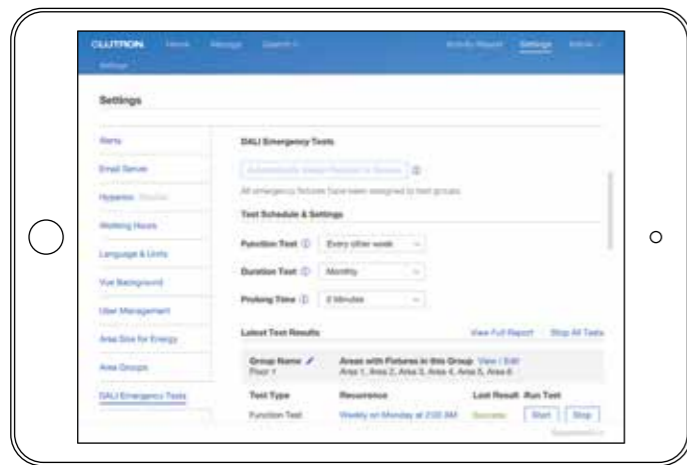 LUTRON
Settings
Settings
Settings
Alerts
Email Server
Working Hours
Language & Units
Vue Background
User Management
Area Size for Energy
Area Groups
DALI Emergency Tests
DALI Emergency Tests
All emergency fixtures have been assigned to test groups.
Test Schedule & Settings
Function Test Every other week
Duration Test Monthly
Prolong Time
Latest Test Results View Full Report Stop All Tests
Group Name Areas with Fixtures in this Group View | Edit
Floor 1 Area 1, Area 2, Area 3, Area 4, Area 5, Area 6
Test Type Recurrence Last Result Run Test
Function Test Weekly on Monday at 2:00 AM Success Start Stop